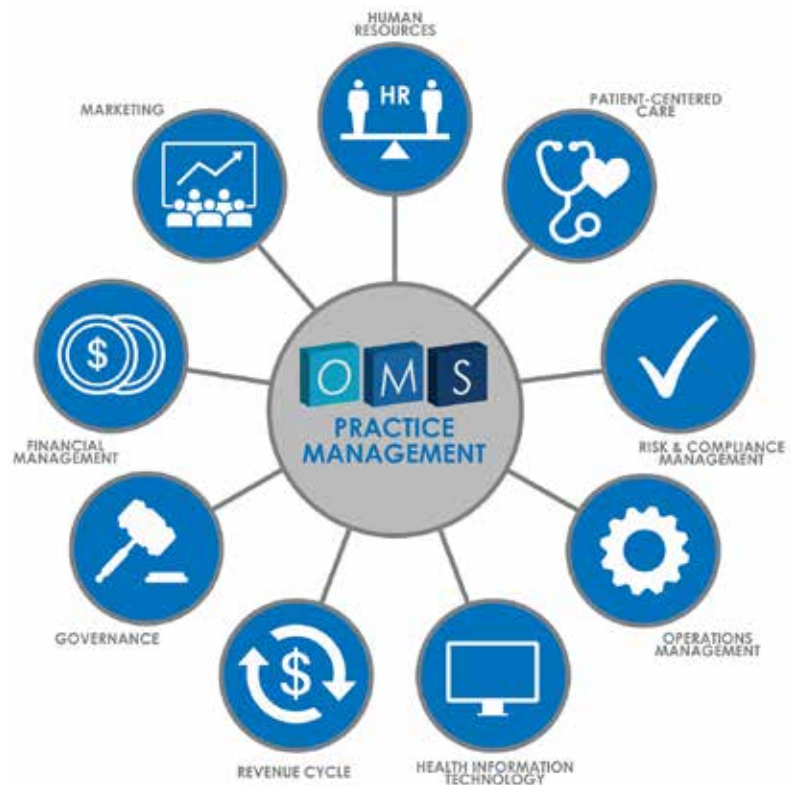 HUMAN
RESOURCES
HR
PATIENT-CENTERED
CARE
MARKETING
$
FINANCIAL
MANAGEMENT
OMS
PRACTICE
MANAGEMENT
RISK & COMPLIANCE
MANAGEMENT
GOVERNANCE
OPERATIONS
MANAGEMENT
$
REVENUE CYCLE
HEALTH INFORMATION
TECHNOLOGY